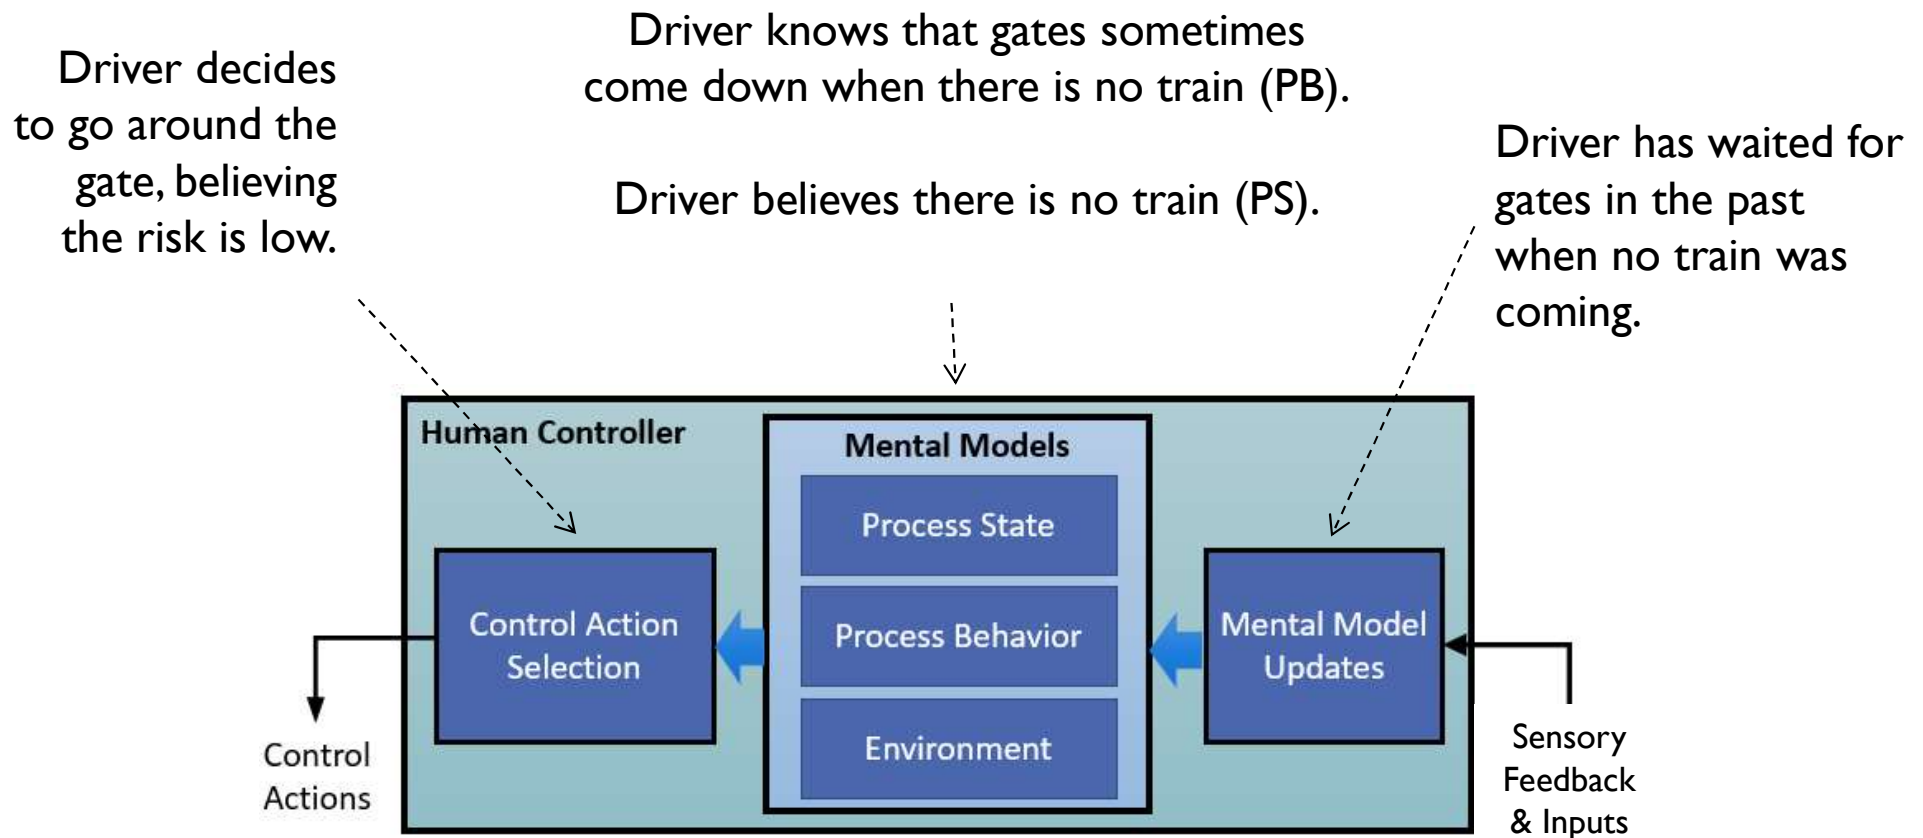 Driver decides
to go around the
gate, believing
the risk is low.
Driver knows that gates sometimes
come down when there is no train (PB).
Driver believes there is no train (PS).
Driver has waited for
gates in the past
when no train was
coming.
Human Controller
Mental Models
Process State
Process Behavior
Environment
Control Action
Selection
Mental Model
Updates
Control
Actions
Sensory
Feedback
& Inputs